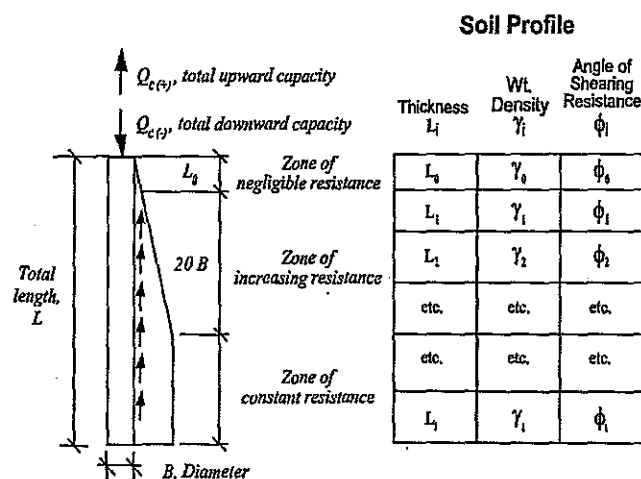 Soil Profile
Q_c(+), total upward capacity
Q_c(-), total downward capacity
Thickness
L_i
Wt.
Density
γ_i
Angle of
Shearing
Resistance
ϕ_i
L_0
Zone of
negligible resistance
20 B
Zone of
increasing resistance
Total
length,
L
Zone of
constant resistance
B, Diameter
L_0 γ_0 ϕ_0
L_1 γ_1 ϕ_1
L_2 γ_2 ϕ_2
etc. etc. etc.
etc. etc. etc.
L_i γ_i ϕ_i